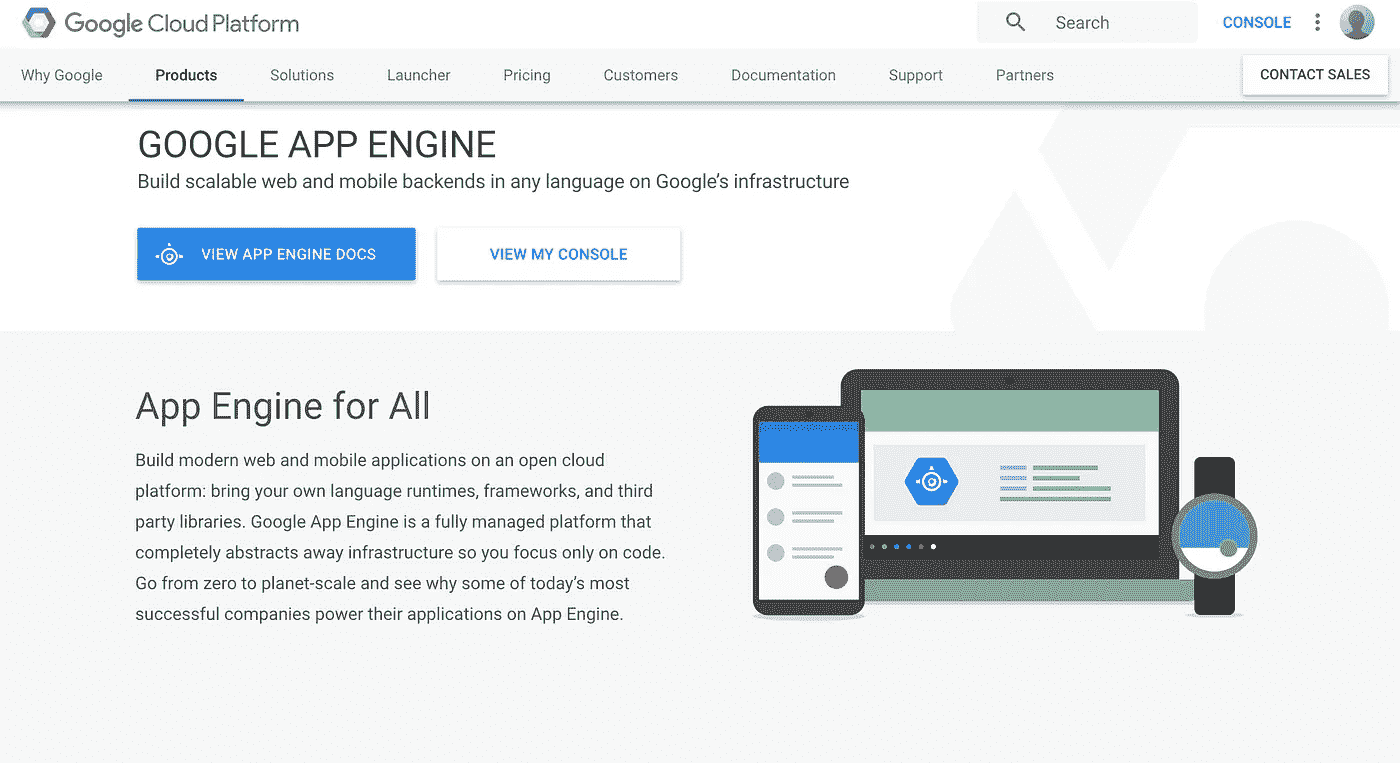 Google Cloud Platform
Search
CONSOLE
Why Google
Products
Solutions
Launcher
Pricing
Customers
Documentation
Support
Partners
CONTACT SALES
GOOGLE APP ENGINE
Build scalable web and mobile backends in any language on Google’s infrastructure
VIEW APP ENGINE DOCS
VIEW MY CONSOLE
App Engine for All
Build modern web and mobile applications on an open cloud
platform: bring your own language runtimes, frameworks, and third
party libraries. Google App Engine is a fully managed platform that
completely abstracts away infrastructure so you focus only on code.
Go from zero to planet-scale and see why some of today’s most
successful companies power their applications on App Engine.